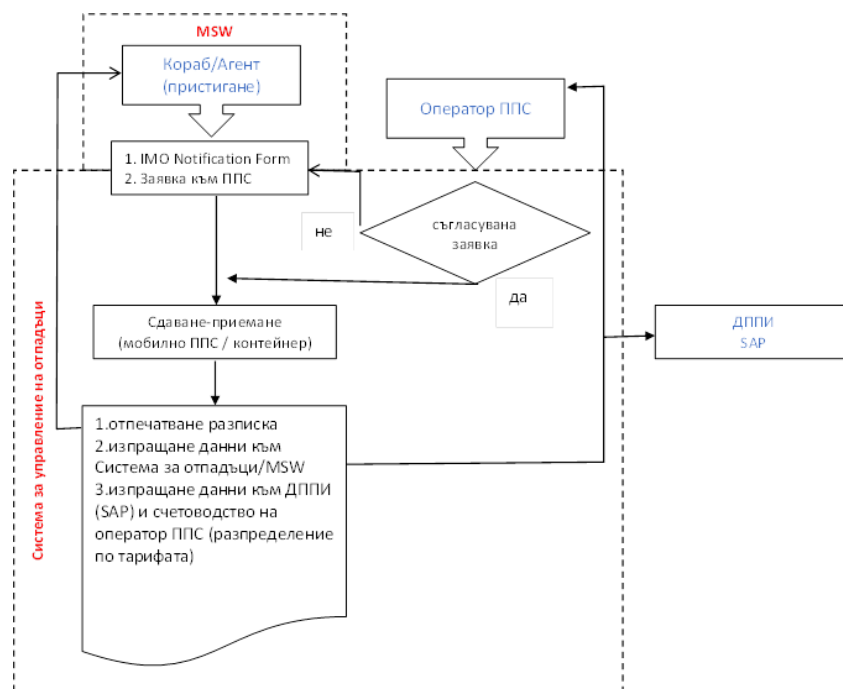 MSW
Кораб/Агент
(пристигане)
Оператор ППС
1. IMO Notification Form
2. Заявка към ППС
не
съгласувана
заявка
да
Сдаване-приемане
(мобилно ППС / контейнер)
ДППИ
SAP
Система за управление на отпадъци
1.отпечатване разписка
2.изпращане данни към
Система за отпадъци/MSW
3.изпращане данни към ДППИ
(SAP) и счетоводство на
оператор ППС (разпределение
по тарифата)